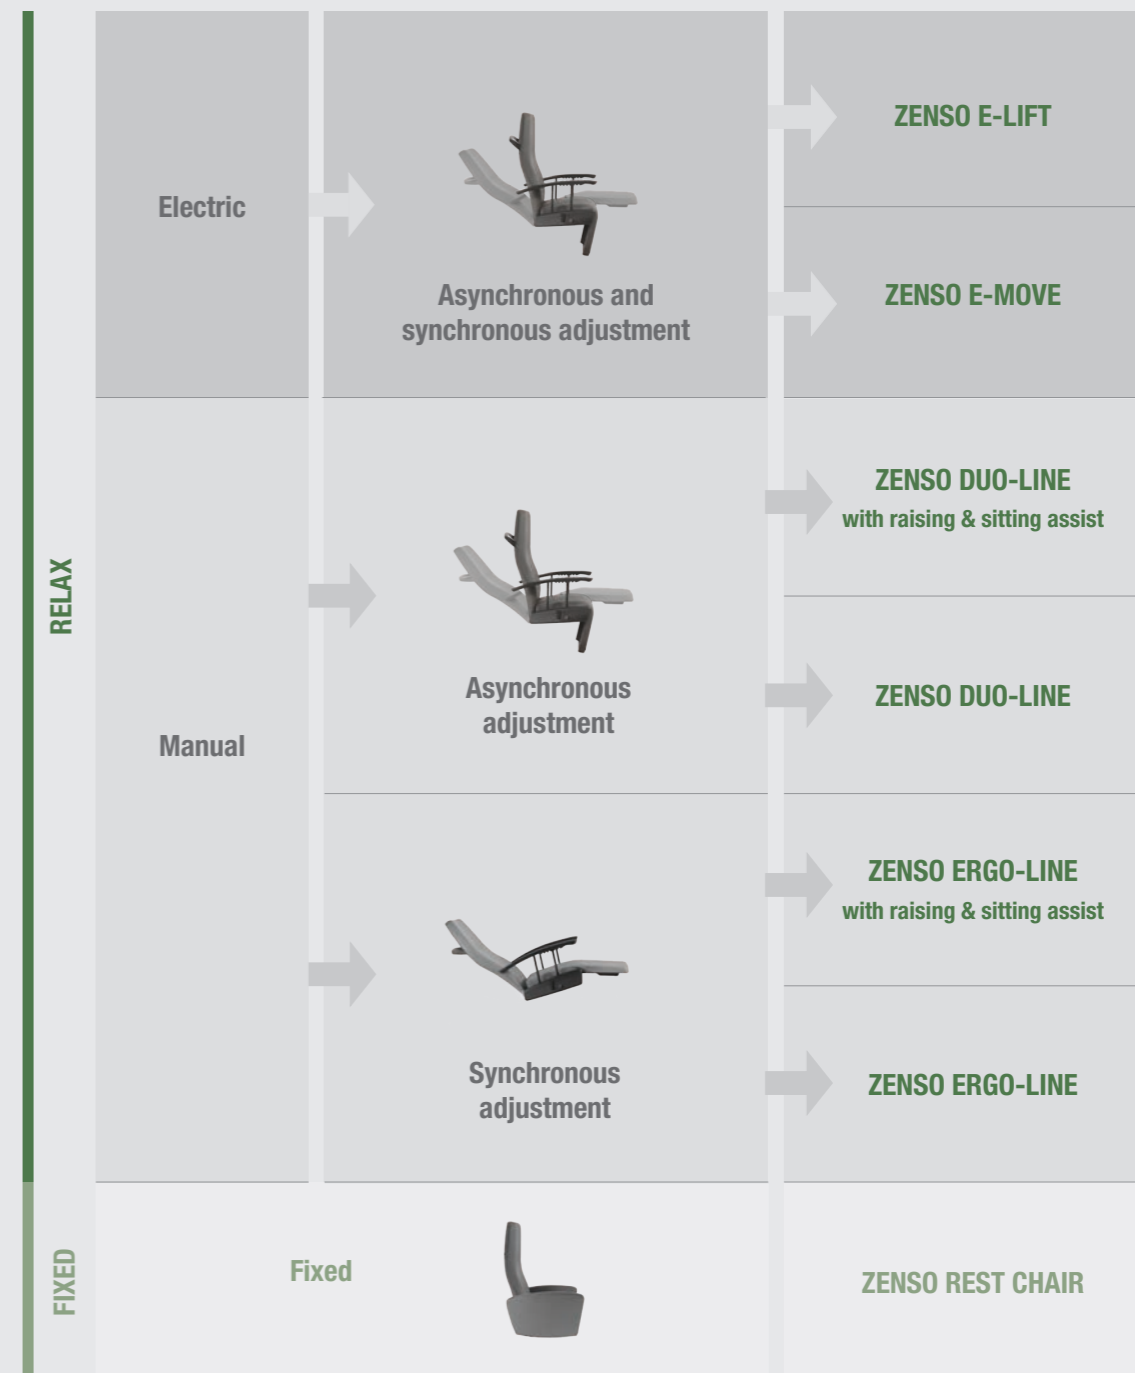 RELAX
Electric
Asynchronous and
synchronous adjustment
ZENSO E-LIFT
ZENSO E-MOVE
Manual
Asynchronous
adjustment
ZENSO DUO-LINE
with raising & sitting assist
ZENSO DUO-LINE
Synchronous
adjustment
ZENSO ERGO-LINE
with raising & sitting assist
ZENSO ERGO-LINE
FIXED
Fixed
ZENSO REST CHAIR